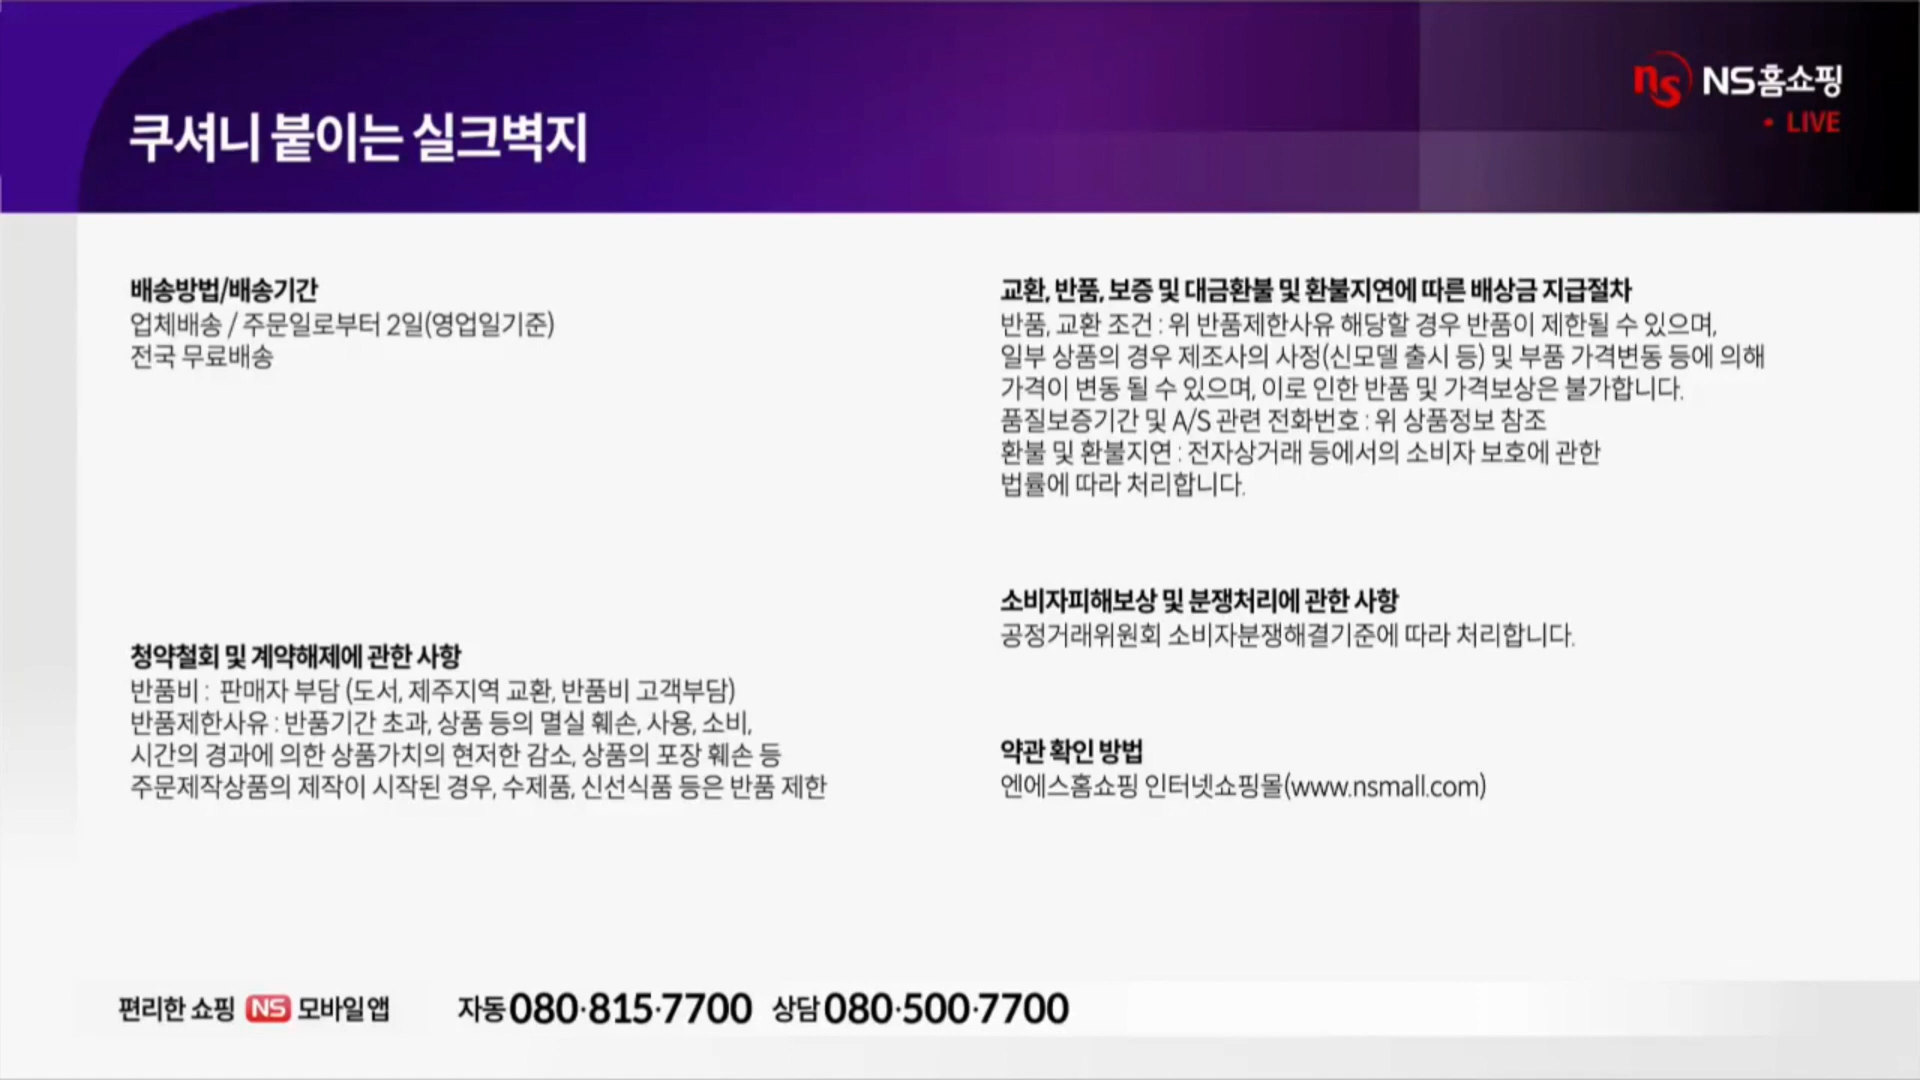 쿠셔니 붙이는 실크벽지
ns NS홈쇼핑
• LIVE
배송방법/배송기간
업체배송 / 주문일로부터 2일(영업일기준)
전국 무료배송
청약철회 및 계약해제에 관한 사항
반품비 : 판매자 부담 (도서, 제주지역 교환, 반품비 고객부담)
반품제한사유 : 반품기간 초과, 상품 등의 멸실 훼손, 사용, 소비,
시간의 경과에 의한 상품가치의 현저한 감소, 상품의 포장 훼손 등
주문제작상품의 제작이 시작된 경우, 수제품, 신선식품 등은 반품 제한
교환, 반품, 보증 및 대금환불 및 환불지연에 따른 배상금 지급절차
반품, 교환 조건 : 위 반품제한사유 해당할 경우 반품이 제한될 수 있으며,
일부 상품의 경우 제조사의 사정(신모델 출시 등) 및 부품 가격변동 등에 의해
가격이 변동 될 수 있으며, 이로 인한 반품 및 가격보상은 불가합니다.
품질보증기간 및 A/S 관련 전화번호 : 위 상품정보 참조
환불 및 환불지연 : 전자상거래 등에서의 소비자 보호에 관한
법률에 따라 처리합니다.
소비자피해보상 및 분쟁처리에 관한 사항
공정거래위원회 소비자분쟁해결기준에 따라 처리합니다.
약관 확인 방법
엔에스홈쇼핑 인터넷쇼핑몰(www.nsmall.com)
편리한 쇼핑 NS 모바일앱 자동 080·815·7700 상담 080·500·7700